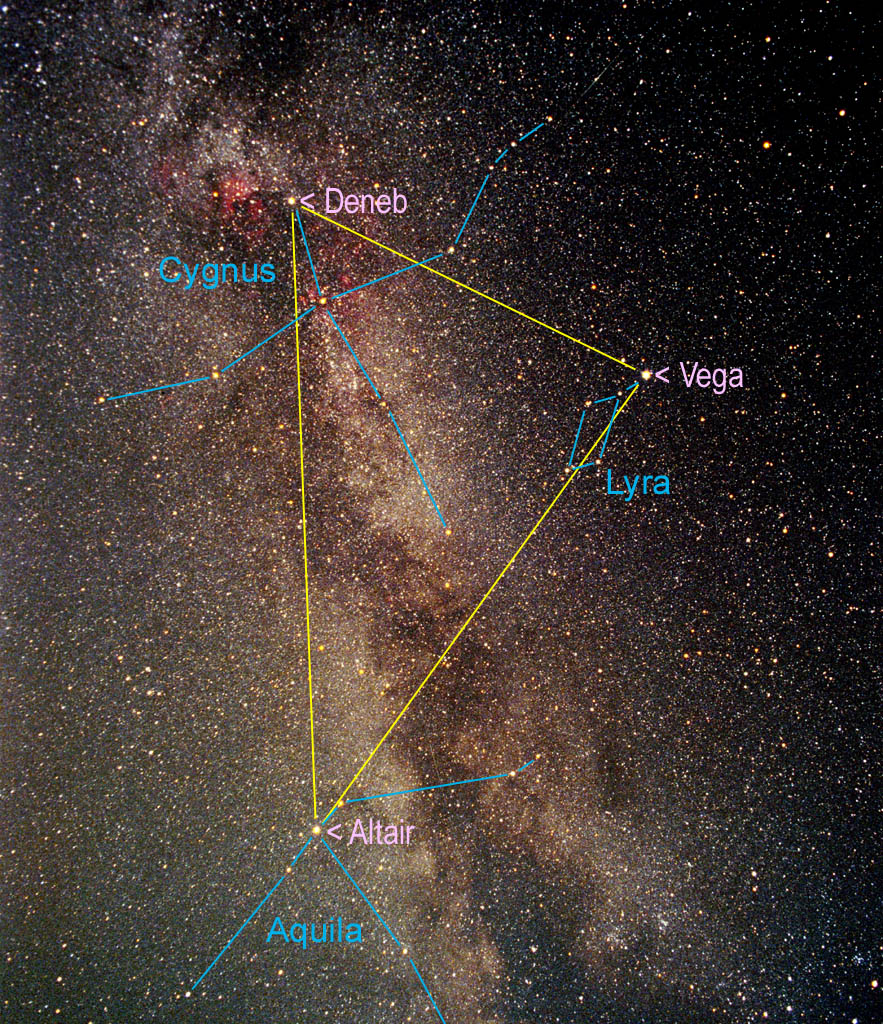 < Deneb
Cygnus
< Vega
Lyra
< Altair
Aquila